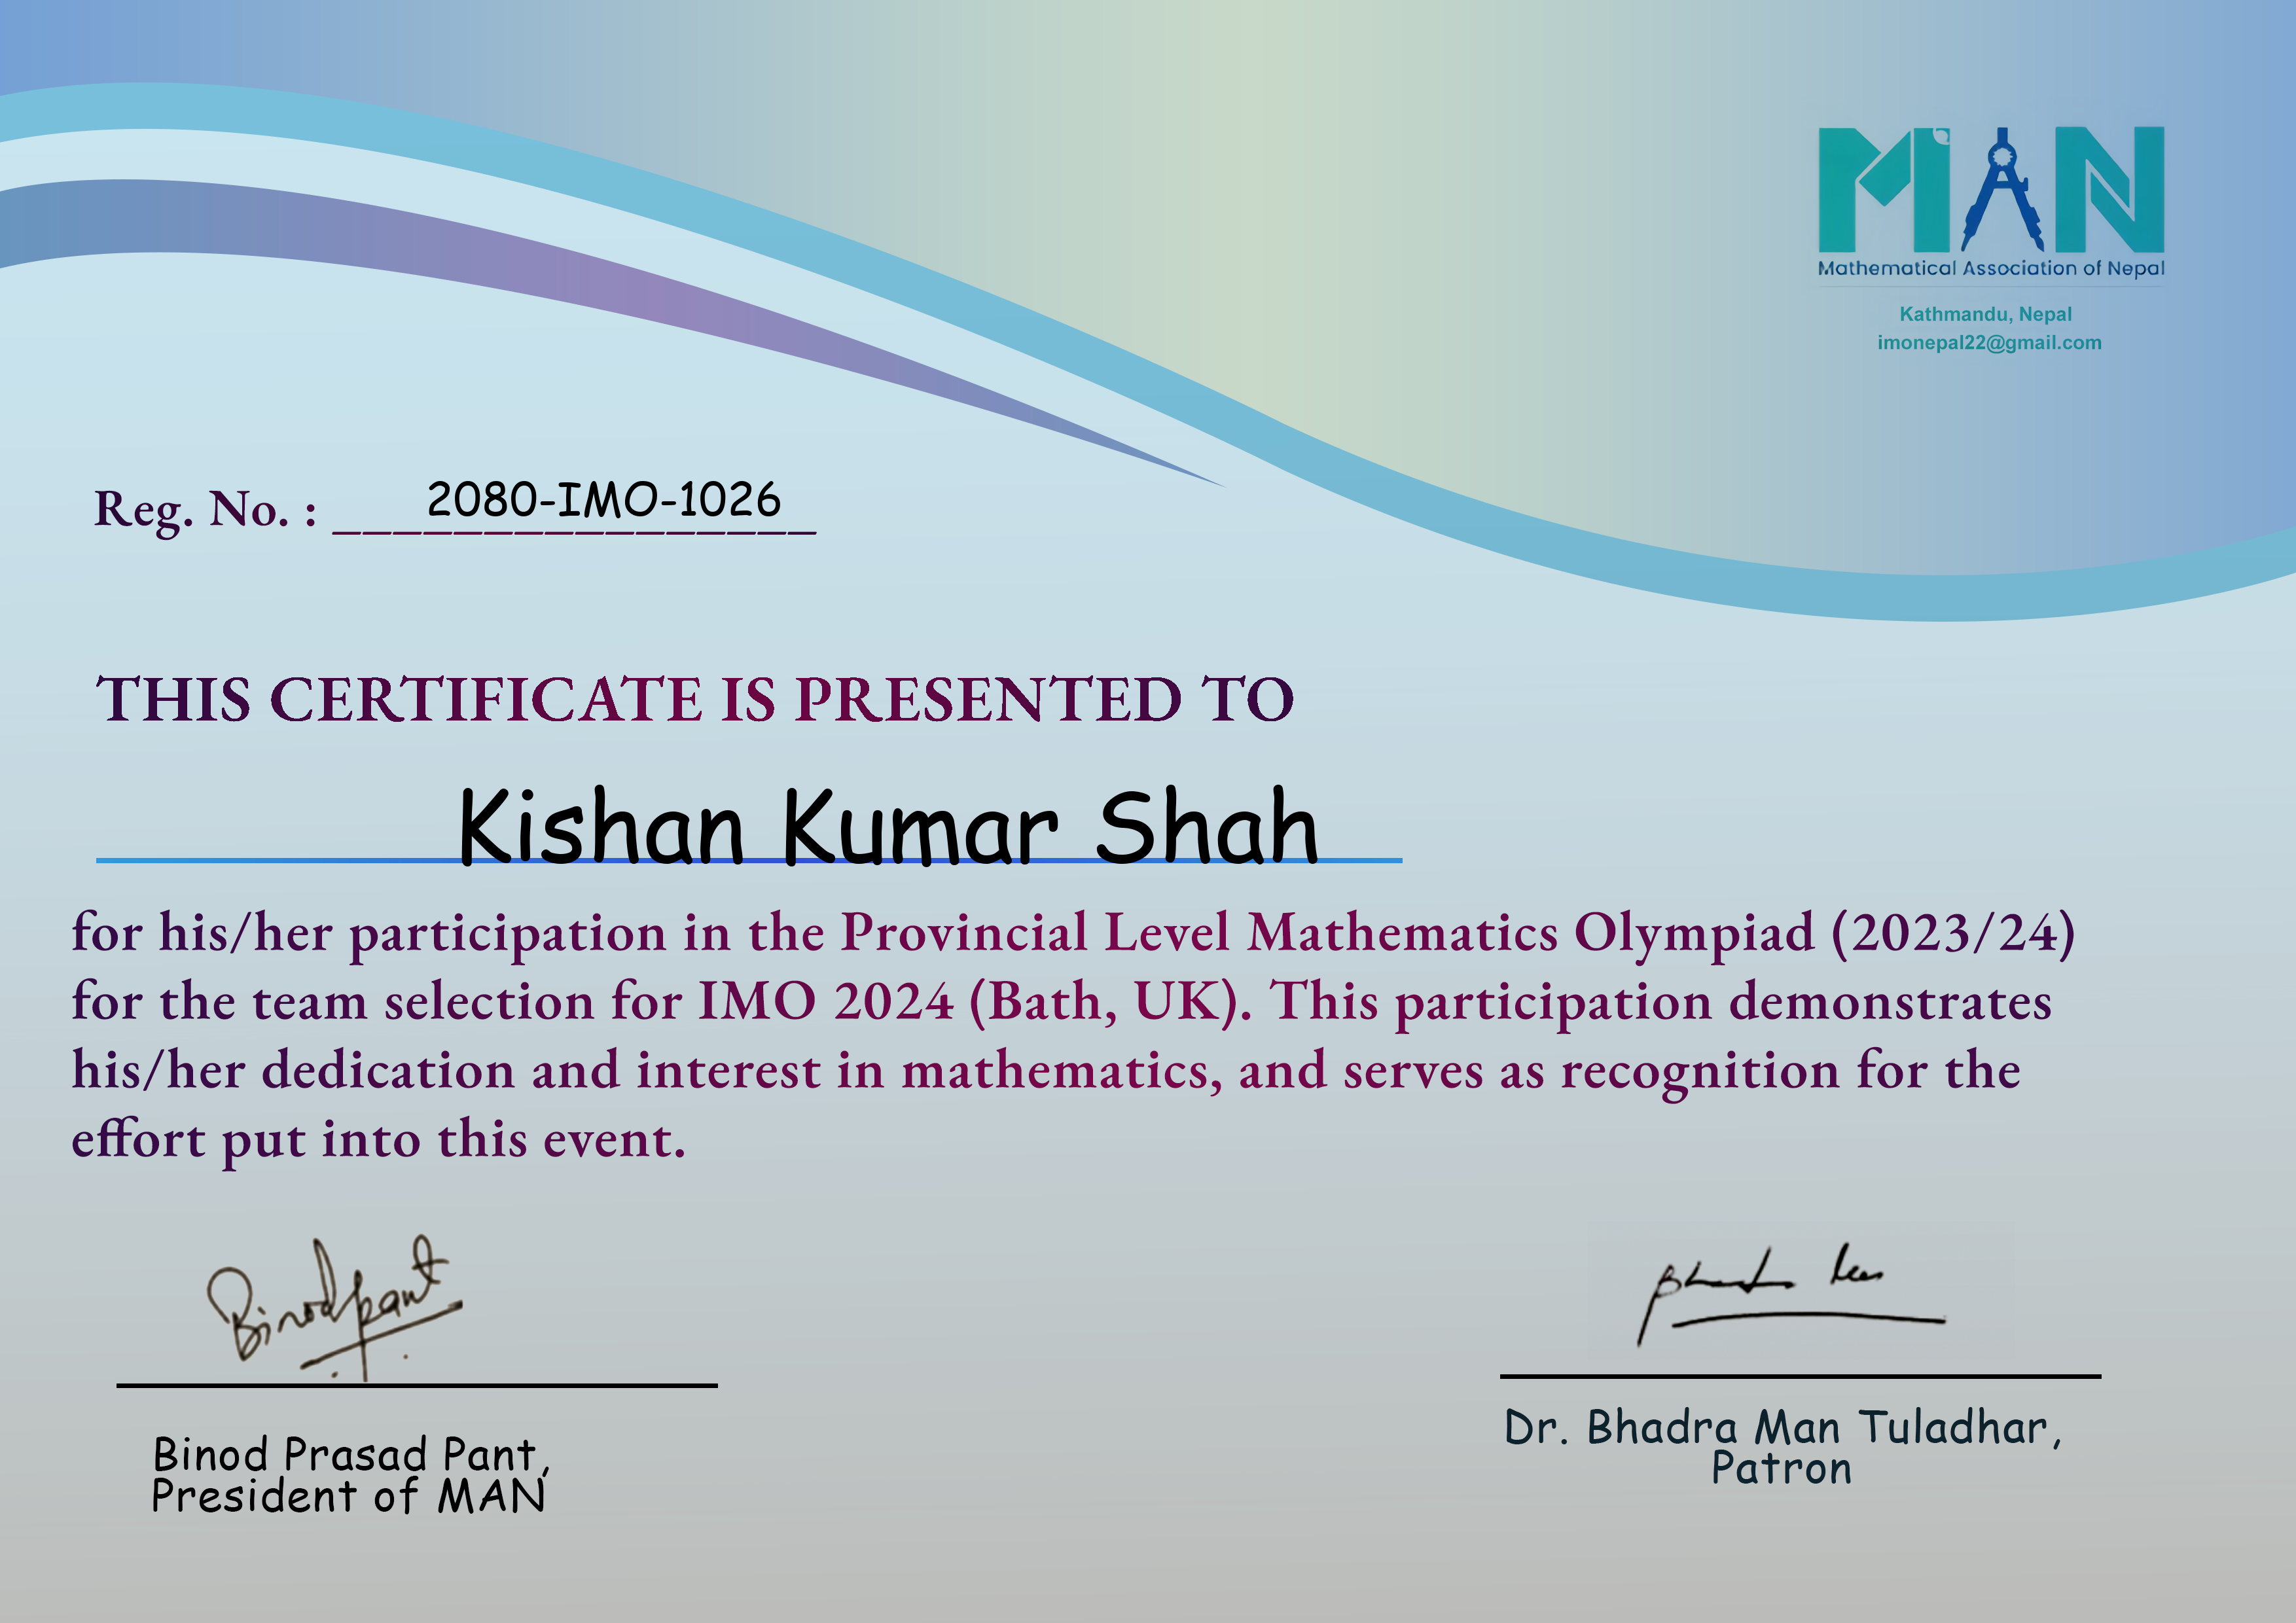 MAN
Mathematical Association of Nepal
Kathmandu, Nepal
imonepal22@gmail.com
Reg. No. : 2080-IMO-1026
THIS CERTIFICATE IS PRESENTED TO
Kishan Kumar Shah
for his/her participation in the Provincial Level Mathematics Olympiad (2023/24)
for the team selection for IMO 2024 (Bath, UK). This participation demonstrates
his/her dedication and interest in mathematics, and serves as recognition for the
effort put into this event.
Binodpant
Binod Prasad Pant,
President of MAN
Dr. Bhadra Man Tuladhar,
Patron